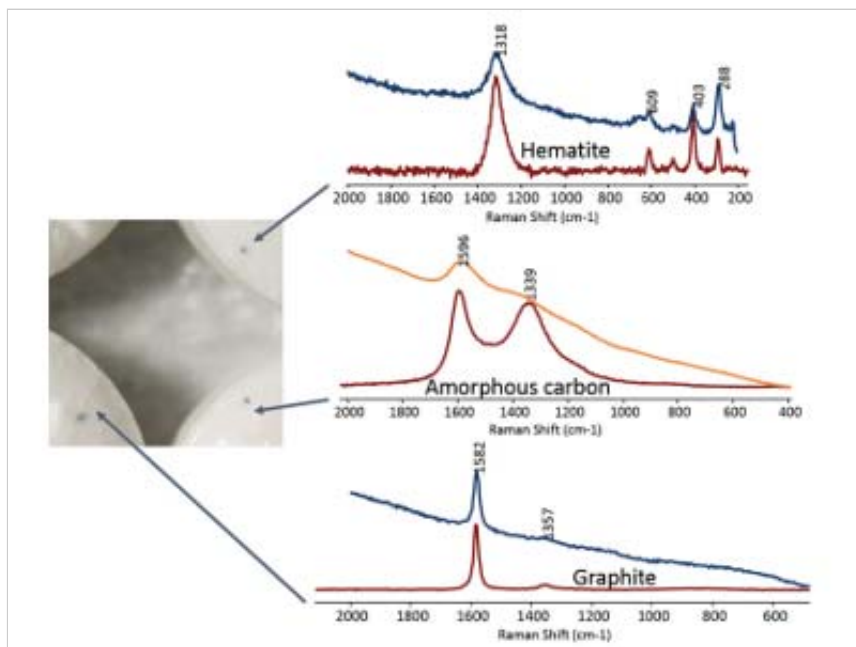 1318
609
403
288
Hematite
2000 1800 1600 1400 1200 1000 800 600 400 200
Raman Shift (cm-1)
1596
1339
Amorphous carbon
2000 1800 1600 1400 1200 1000 800 600 400
Raman Shift (cm-1)
1582
1357
Graphite
2000 1800 1600 1400 1200 1000 800 600
Raman Shift (cm-1)